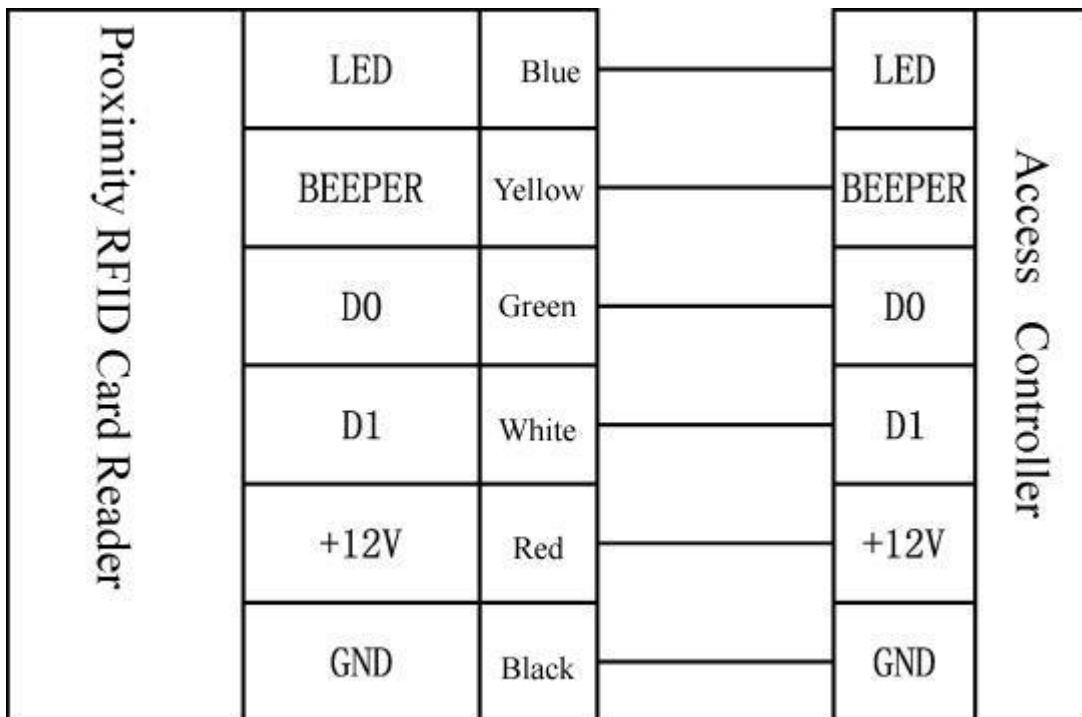 Proximity RFID Card Reader
LED Blue LED
BEEPER Yellow BEEPER
D0 Green D0
D1 White D1
+12V Red +12V
GND Black GND
Access Controller